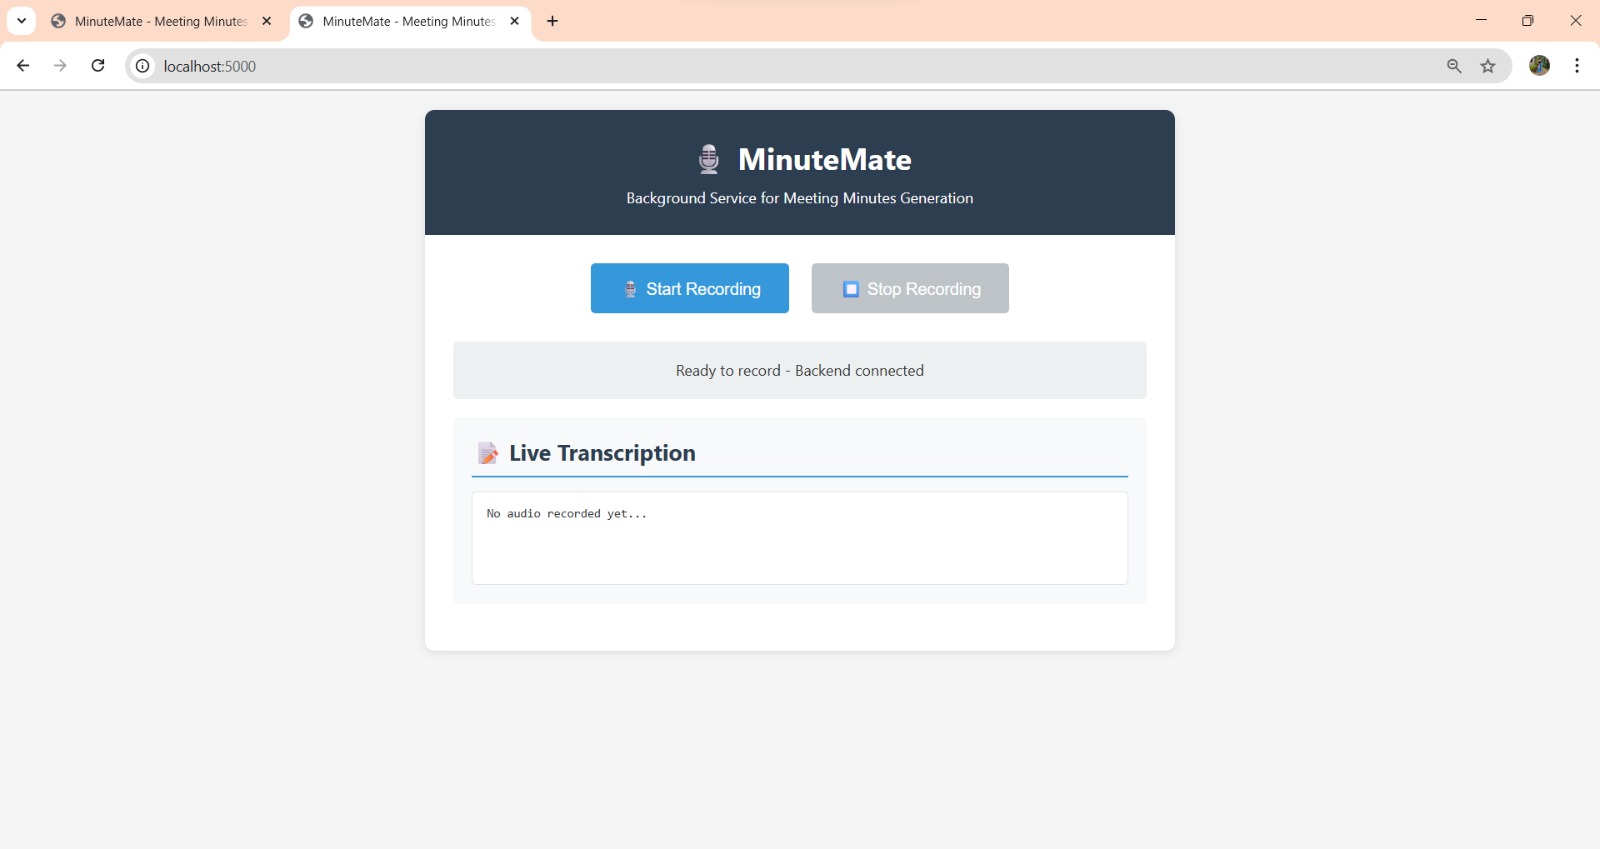 MinuteMate - Meeting Minutes
MinuteMate - Meeting Minutes
localhost:5000
MinuteMate
Background Service for Meeting Minutes Generation
Start Recording
Stop Recording
Ready to record - Backend connected
Live Transcription
No audio recorded yet...